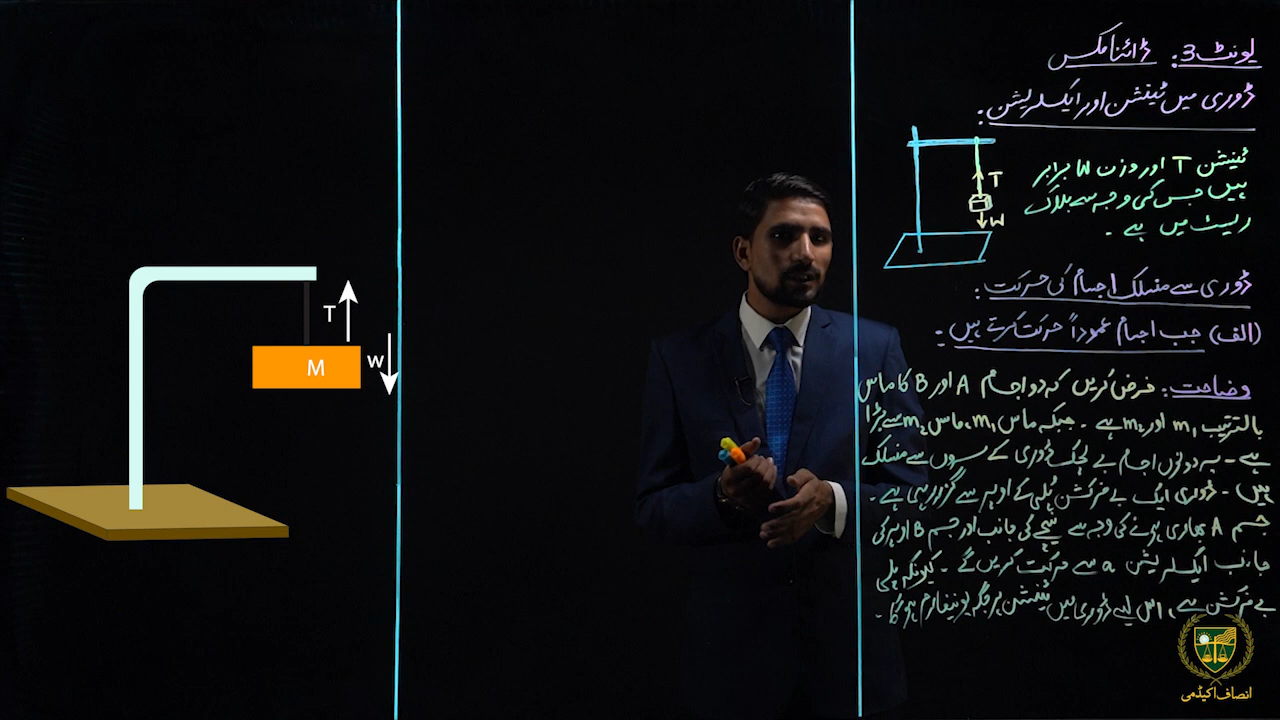 یونٹ 3: ڈائنامکس
ڈوری میں ٹینشن اور ایکسلریشن:
ٹینشن T اور وزن W برابر
ہیں جس کی وجہ سے بلاک
ریسٹ میں ہے۔
T
W
ڈوری سے منسلک اجسام کی حرکت:
(الف) جب اجسام عموداً حرکت کرتے ہیں۔
وضاحت: فرض کریں کہ دو اجسام A اور B کا ماس
بالترتیب m₁ اور m₂ ہے۔ جبکہ ماس m₁، ماس m₂ سے بڑا
ہے۔ یہ دونوں اجسام بے لچک ڈوری کے سروں سے منسلک
ہیں۔ ڈوری ایک بے فرکشن پُلی کے اوپر سے گزر رہی ہے۔
جسم A بھاری ہونے کی وجہ سے نیچے کی جانب اور جسم B اوپر کی
جانب ایکسلریشن a سے حرکت کریں گے۔ کیونکہ پلی
بے فرکشن ہے، اس لیے ڈوری میں ٹینشن ہر جگہ یونیفارم ہو گا۔
T
M
w
انصاف اکیڈمی